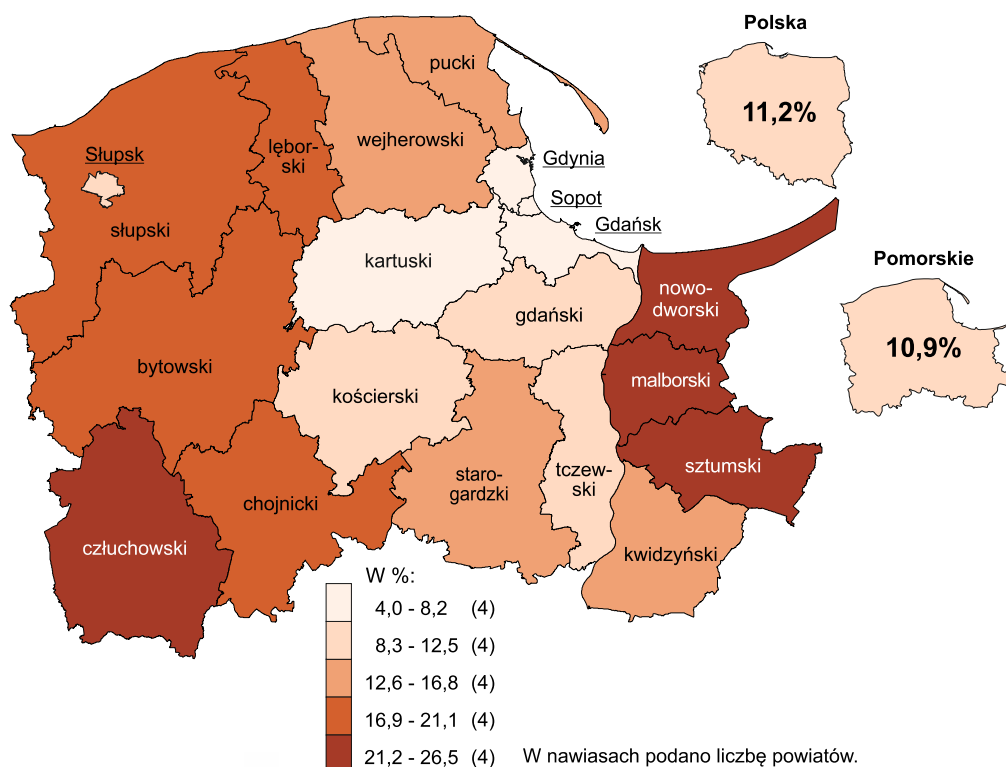 Polska
11,2%
Pomorskie
10,9%
pucki
wejherowski
lębor-
ski
Słupsk
słupski
Gdynia
Sopot
Gdańsk
kartuski
gdański
nowo-
dworski
bytowski
kościerski
malborski
staro-
gardzki
tczew-
ski
sztumski
chojnicki
człuchowski
kwidzyński
W %:
4,0 - 8,2 (4)
8,3 - 12,5 (4)
12,6 - 16,8 (4)
16,9 - 21,1 (4)
21,2 - 26,5 (4)
W nawiasach podano liczbę powiatów.